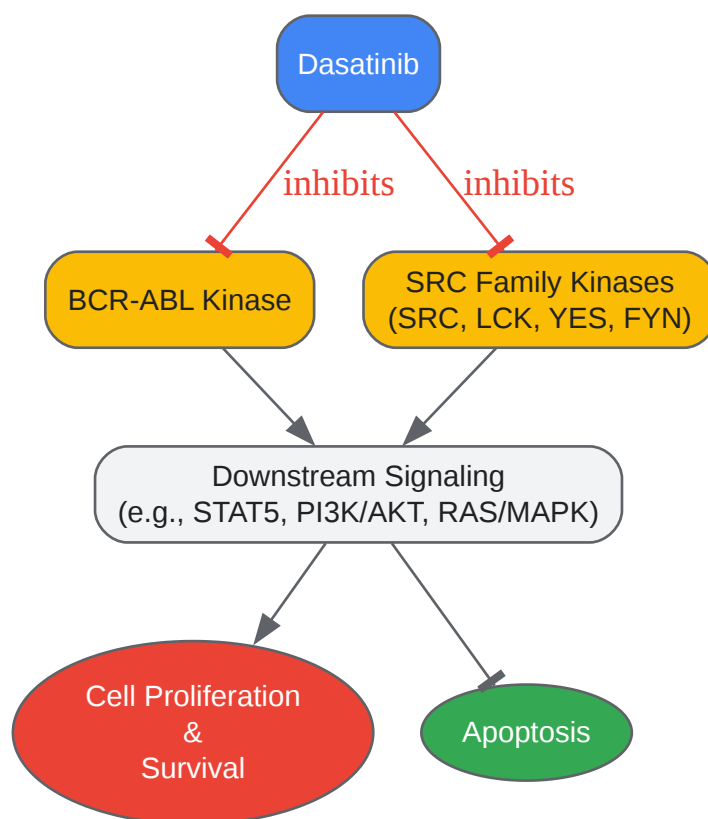 Dasatinib
inhibits
inhibits
BCR-ABL Kinase
SRC Family Kinases
(SRC, LCK, YES, FYN)
Downstream Signaling
(e.g., STAT5, PI3K/AKT, RAS/MAPK)
Cell Proliferation
&
Survival
Apoptosis